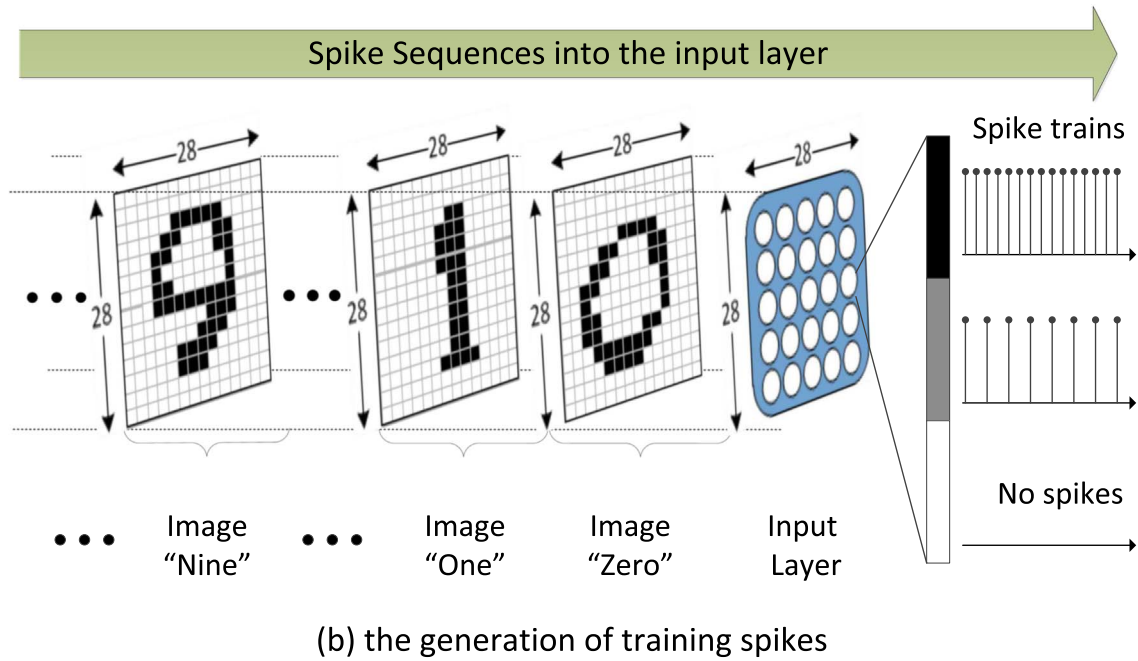 Spike Sequences into the input layer
28
28
28
28
Spike trains
28
28
28
28
No spikes
Image
“Nine”
Image
“One”
Image
“Zero”
Input
Layer
(b) the generation of training spikes